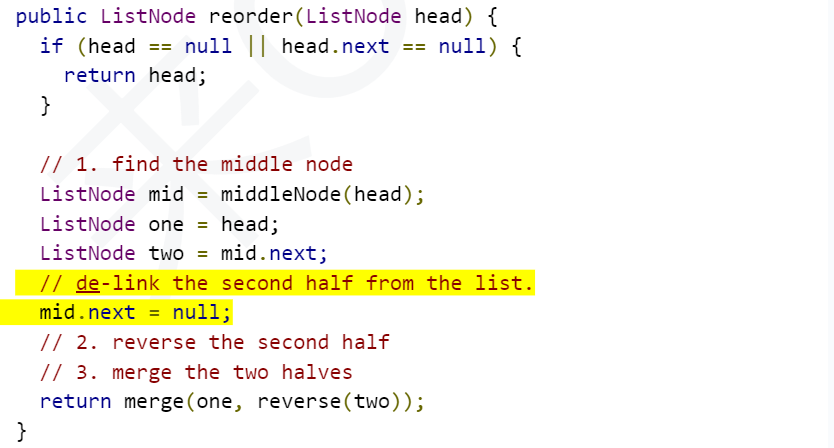 public ListNode reorder(ListNode head) {
  if (head == null || head.next == null) {
    return head;
  }

  // 1. find the middle node
  ListNode mid = middleNode(head);
  ListNode one = head;
  ListNode two = mid.next;
  // de-link the second half from the list.
  mid.next = null;
  // 2. reverse the second half
  // 3. merge the two halves
  return merge(one, reverse(two));
}